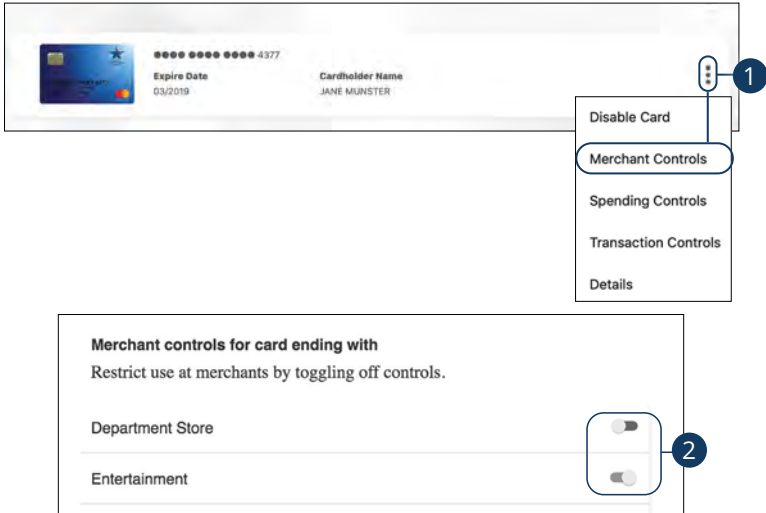 ●●●● ●●●● ●●●● 4377
Expire Date Cardholder Name
03/2019 JANE MUNSTER
1
Disable Card
Merchant Controls
Spending Controls
Transaction Controls
Details
Merchant controls for card ending with
Restrict use at merchants by toggling off controls.
Department Store
2
Entertainment